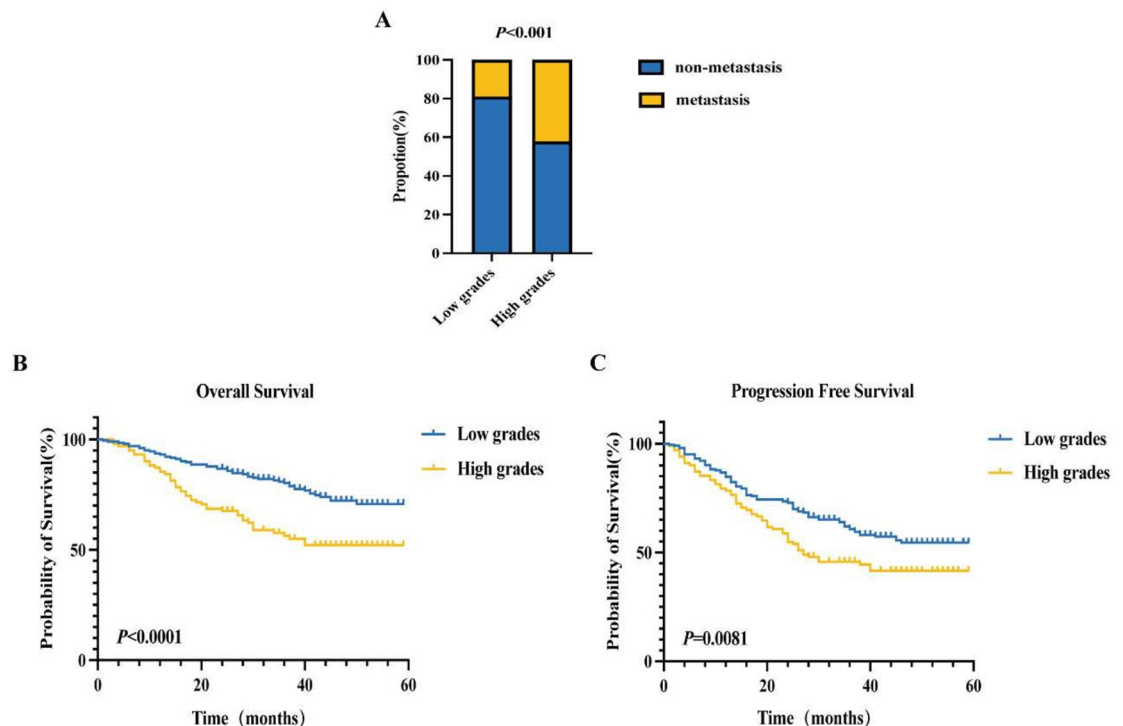 A
P<0.001
100
80
60
40
20
0
Propotion(%)
Low grades
High grades
non-metastasis
metastasis
B
Overall Survival
100
50
0
Probability of Survival(%)
Low grades
High grades
P<0.0001
0
20
40
60
Time（months）
C
Progression Free Survival
100
50
0
Probability of Survival(%)
Low grades
High grades
P=0.0081
0
20
40
60
Time（months）